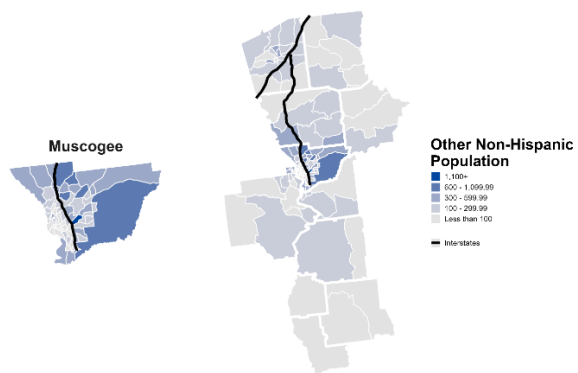 Muscogee
Other Non-Hispanic
Population
1,100+
600 - 1,099.99
300 - 599.99
100 - 299.99
Less than 100
Interstates